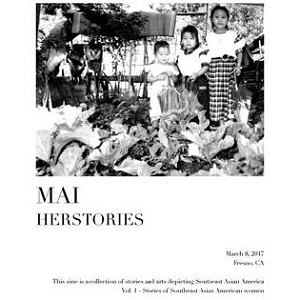 MAI
HERSTORIES
March 8, 2017
Fresno, CA
This zine is a collection of stories and arts depicting Southeast Asian America
Vol. 1 - Stories of Southeast Asian American women